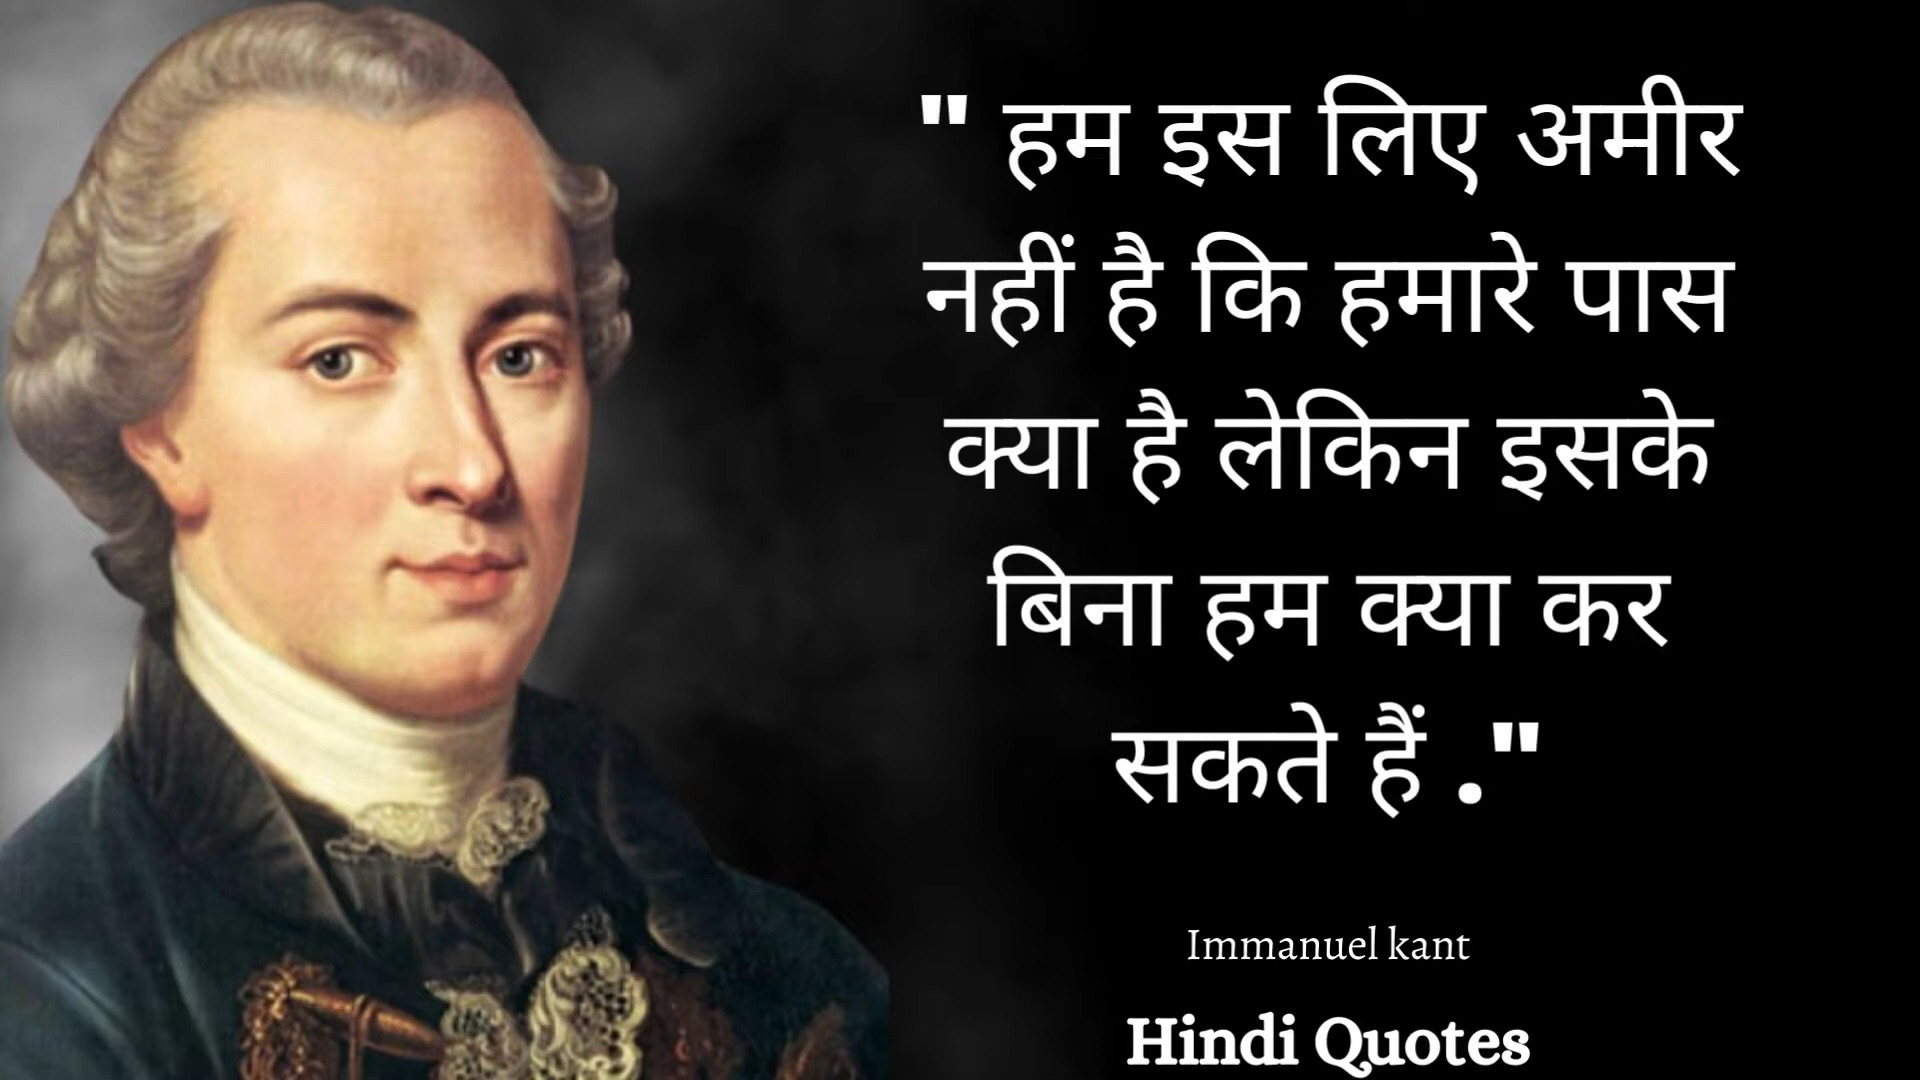 " हम इस लिए अमीर
नहीं है कि हमारे पास
क्या है लेकिन इसके
बिना हम क्या कर
सकते हैं ."
Immanuel kant
Hindi Quotes